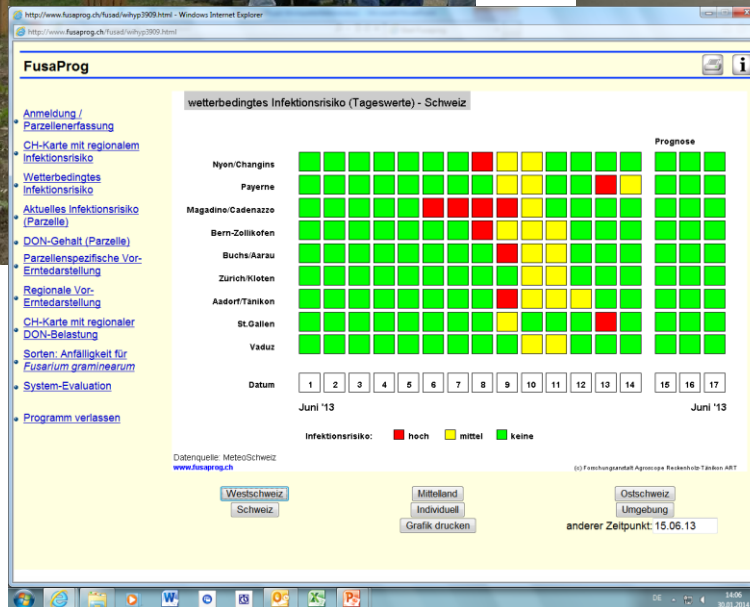 http://www.fusaprog.ch/fusad/wihyp3909.html - Windows Internet Explorer
http://www.fusaprog.ch/fusad/wihyp3909.html
FusaProg
i
Anmeldung /
Parzellenerfassung
CH-Karte mit regionalem
Infektionsrisiko
Wetterbedingtes
Infektionsrisiko
Aktuelles Infektionsrisiko
(Parzelle)
DON-Gehalt (Parzelle)
Parzellenspezifische Vor-
Erntedarstellung
Regionale Vor-
Erntedarstellung
CH-Karte mit regionaler
DON-Belastung
Sorten: Anfälligkeit für
Fusarium graminearum
System-Evaluation
Programm verlassen
wetterbedingtes Infektionsrisiko (Tageswerte) - Schweiz
Prognose
Nyon/Changins
Payerne
Magadino/Cadenazzo
Bern-Zollikofen
Buchs/Aarau
Zürich/Kloten
Aadorf/Tänikon
St.Gallen
Vaduz
Datum 1 2 3 4 5 6 7 8 9 10 11 12 13 14 15 16 17
Juni '13 Juni '13
Infektionsrisiko: hoch mittel keine
Datenquelle: MeteoSchweiz
www.fusaprog.ch (c) Forschungsanstalt Agroscope Reckenholz-Tänikon ART
Westschweiz Mittelland Ostschweiz
Schweiz Individuell Umgebung
Grafik drucken anderer Zeitpunkt: 15.06.13
DE 14:06
30.01.2014